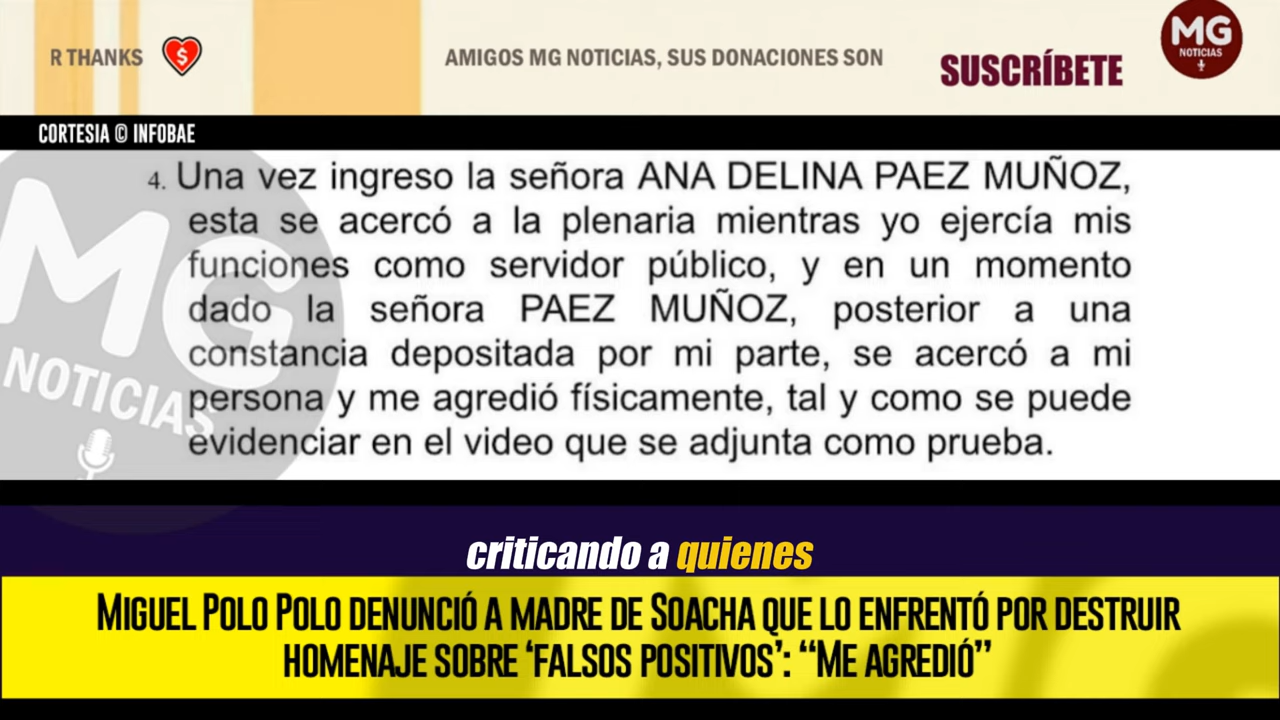 R THANKS
AMIGOS MG NOTICIAS, SUS DONACIONES SON
SUSCRÍBETE
MG
NOTICIAS
CORTESIA © INFOBAE
4. Una vez ingreso la señora ANA DELINA PAEZ MUÑOZ,
esta se acercó a la plenaria mientras yo ejercía mis
funciones como servidor público, y en un momento
dado la señora PAEZ MUÑOZ, posterior a una
constancia depositada por mi parte, se acercó a mi
persona y me agredió físicamente, tal y como se puede
evidenciar en el video que se adjunta como prueba.
MG
NOTICIAS
criticando a quienes
MIGUEL POLO POLO DENUNCIÓ A MADRE DE SOACHA QUE LO ENFRENTÓ POR DESTRUIR
HOMENAJE SOBRE ‘FALSOS POSITIVOS’: “ME AGREDIÓ”